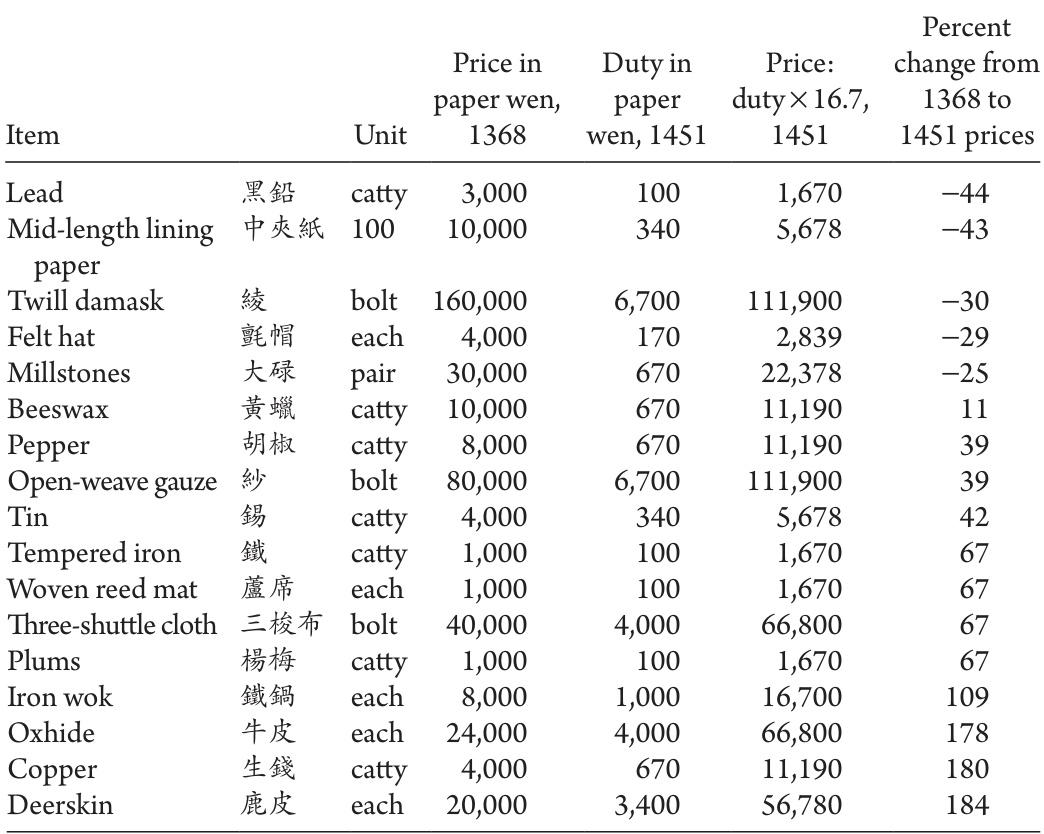 Percent
Price in Duty in Price: change from
paper wen, paper duty×16.7, 1368 to
Item Unit 1368 wen, 1451 1451 1451 prices
Lead 黑鉛 catty 3,000 100 1,670 −44
Mid-length lining 中夾紙 100 10,000 340 5,678 −43
paper
Twill damask 綾 bolt 160,000 6,700 111,900 −30
Felt hat 氈帽 each 4,000 170 2,839 −29
Millstones 大碌 pair 30,000 670 22,378 −25
Beeswax 黃蠟 catty 10,000 670 11,190 11
Pepper 胡椒 catty 8,000 670 11,190 39
Open-weave gauze 紗 bolt 80,000 6,700 111,900 39
Tin 錫 catty 4,000 340 5,678 42
Tempered iron 鐵 catty 1,000 100 1,670 67
Woven reed mat 蘆席 each 1,000 100 1,670 67
Three-shuttle cloth 三梭布 bolt 40,000 4,000 66,800 67
Plums 楊梅 catty 1,000 100 1,670 67
Iron wok 鐵鍋 each 8,000 1,000 16,700 109
Oxhide 牛皮 each 24,000 4,000 66,800 178
Copper 生錢 catty 4,000 670 11,190 180
Deerskin 鹿皮 each 20,000 3,400 56,780 184